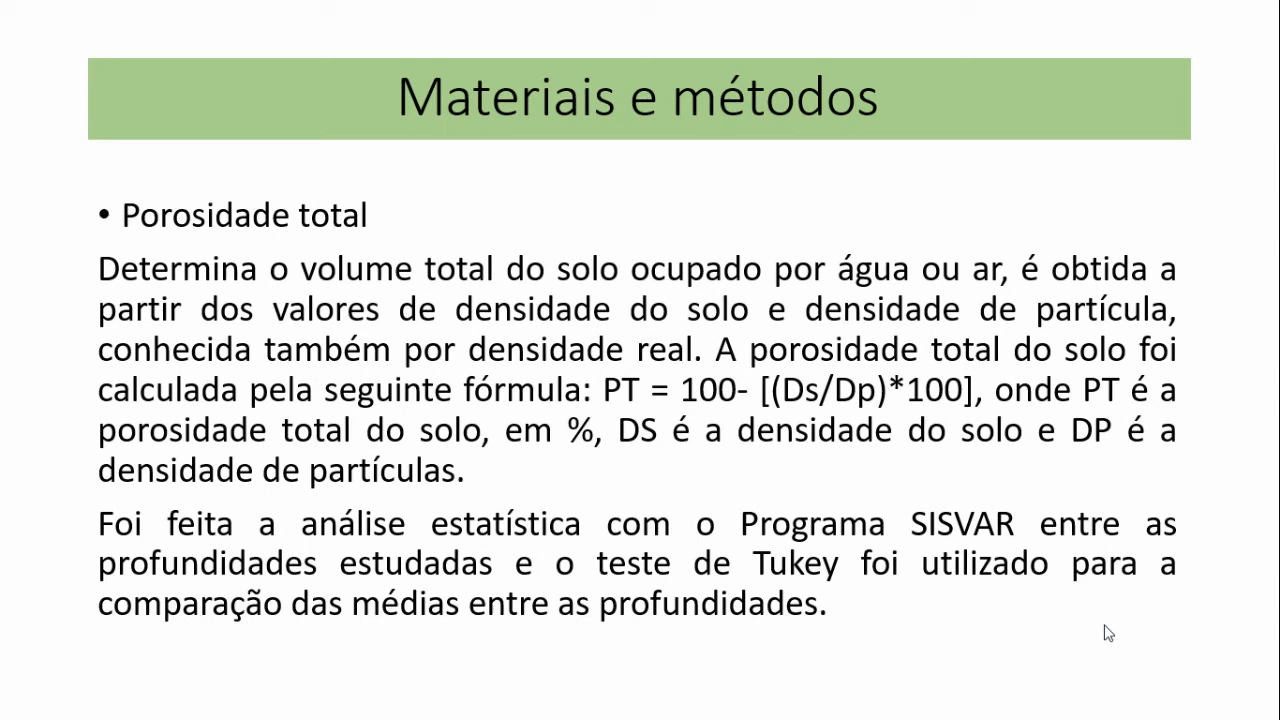 Materiais e métodos
• Porosidade total
Determina o volume total do solo ocupado por água ou ar, é obtida a
partir dos valores de densidade do solo e densidade de partícula,
conhecida também por densidade real. A porosidade total do solo foi
calculada pela seguinte fórmula: PT = 100- [(Ds/Dp)*100], onde PT é a
porosidade total do solo, em %, DS é a densidade do solo e DP é a
densidade de partículas.
Foi feita a análise estatística com o Programa SISVAR entre as
profundidades estudadas e o teste de Tukey foi utilizado para a
comparação das médias entre as profundidades.